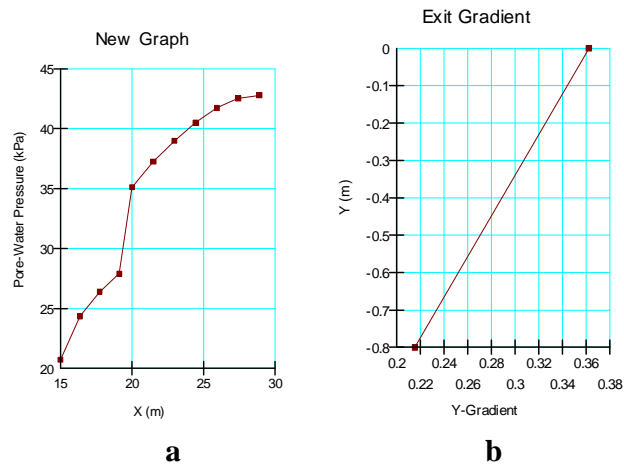 New Graph
Pore-Water Pressure (kPa)
45
40
35
30
25
20
15 20 25 30
X (m)
a
Exit Gradient
Y (m)
0
-0.1
-0.2
-0.3
-0.4
-0.5
-0.6
-0.7
-0.8
0.2 0.24 0.28 0.32 0.36
0.22 0.26 0.3 0.34 0.38
Y-Gradient
b